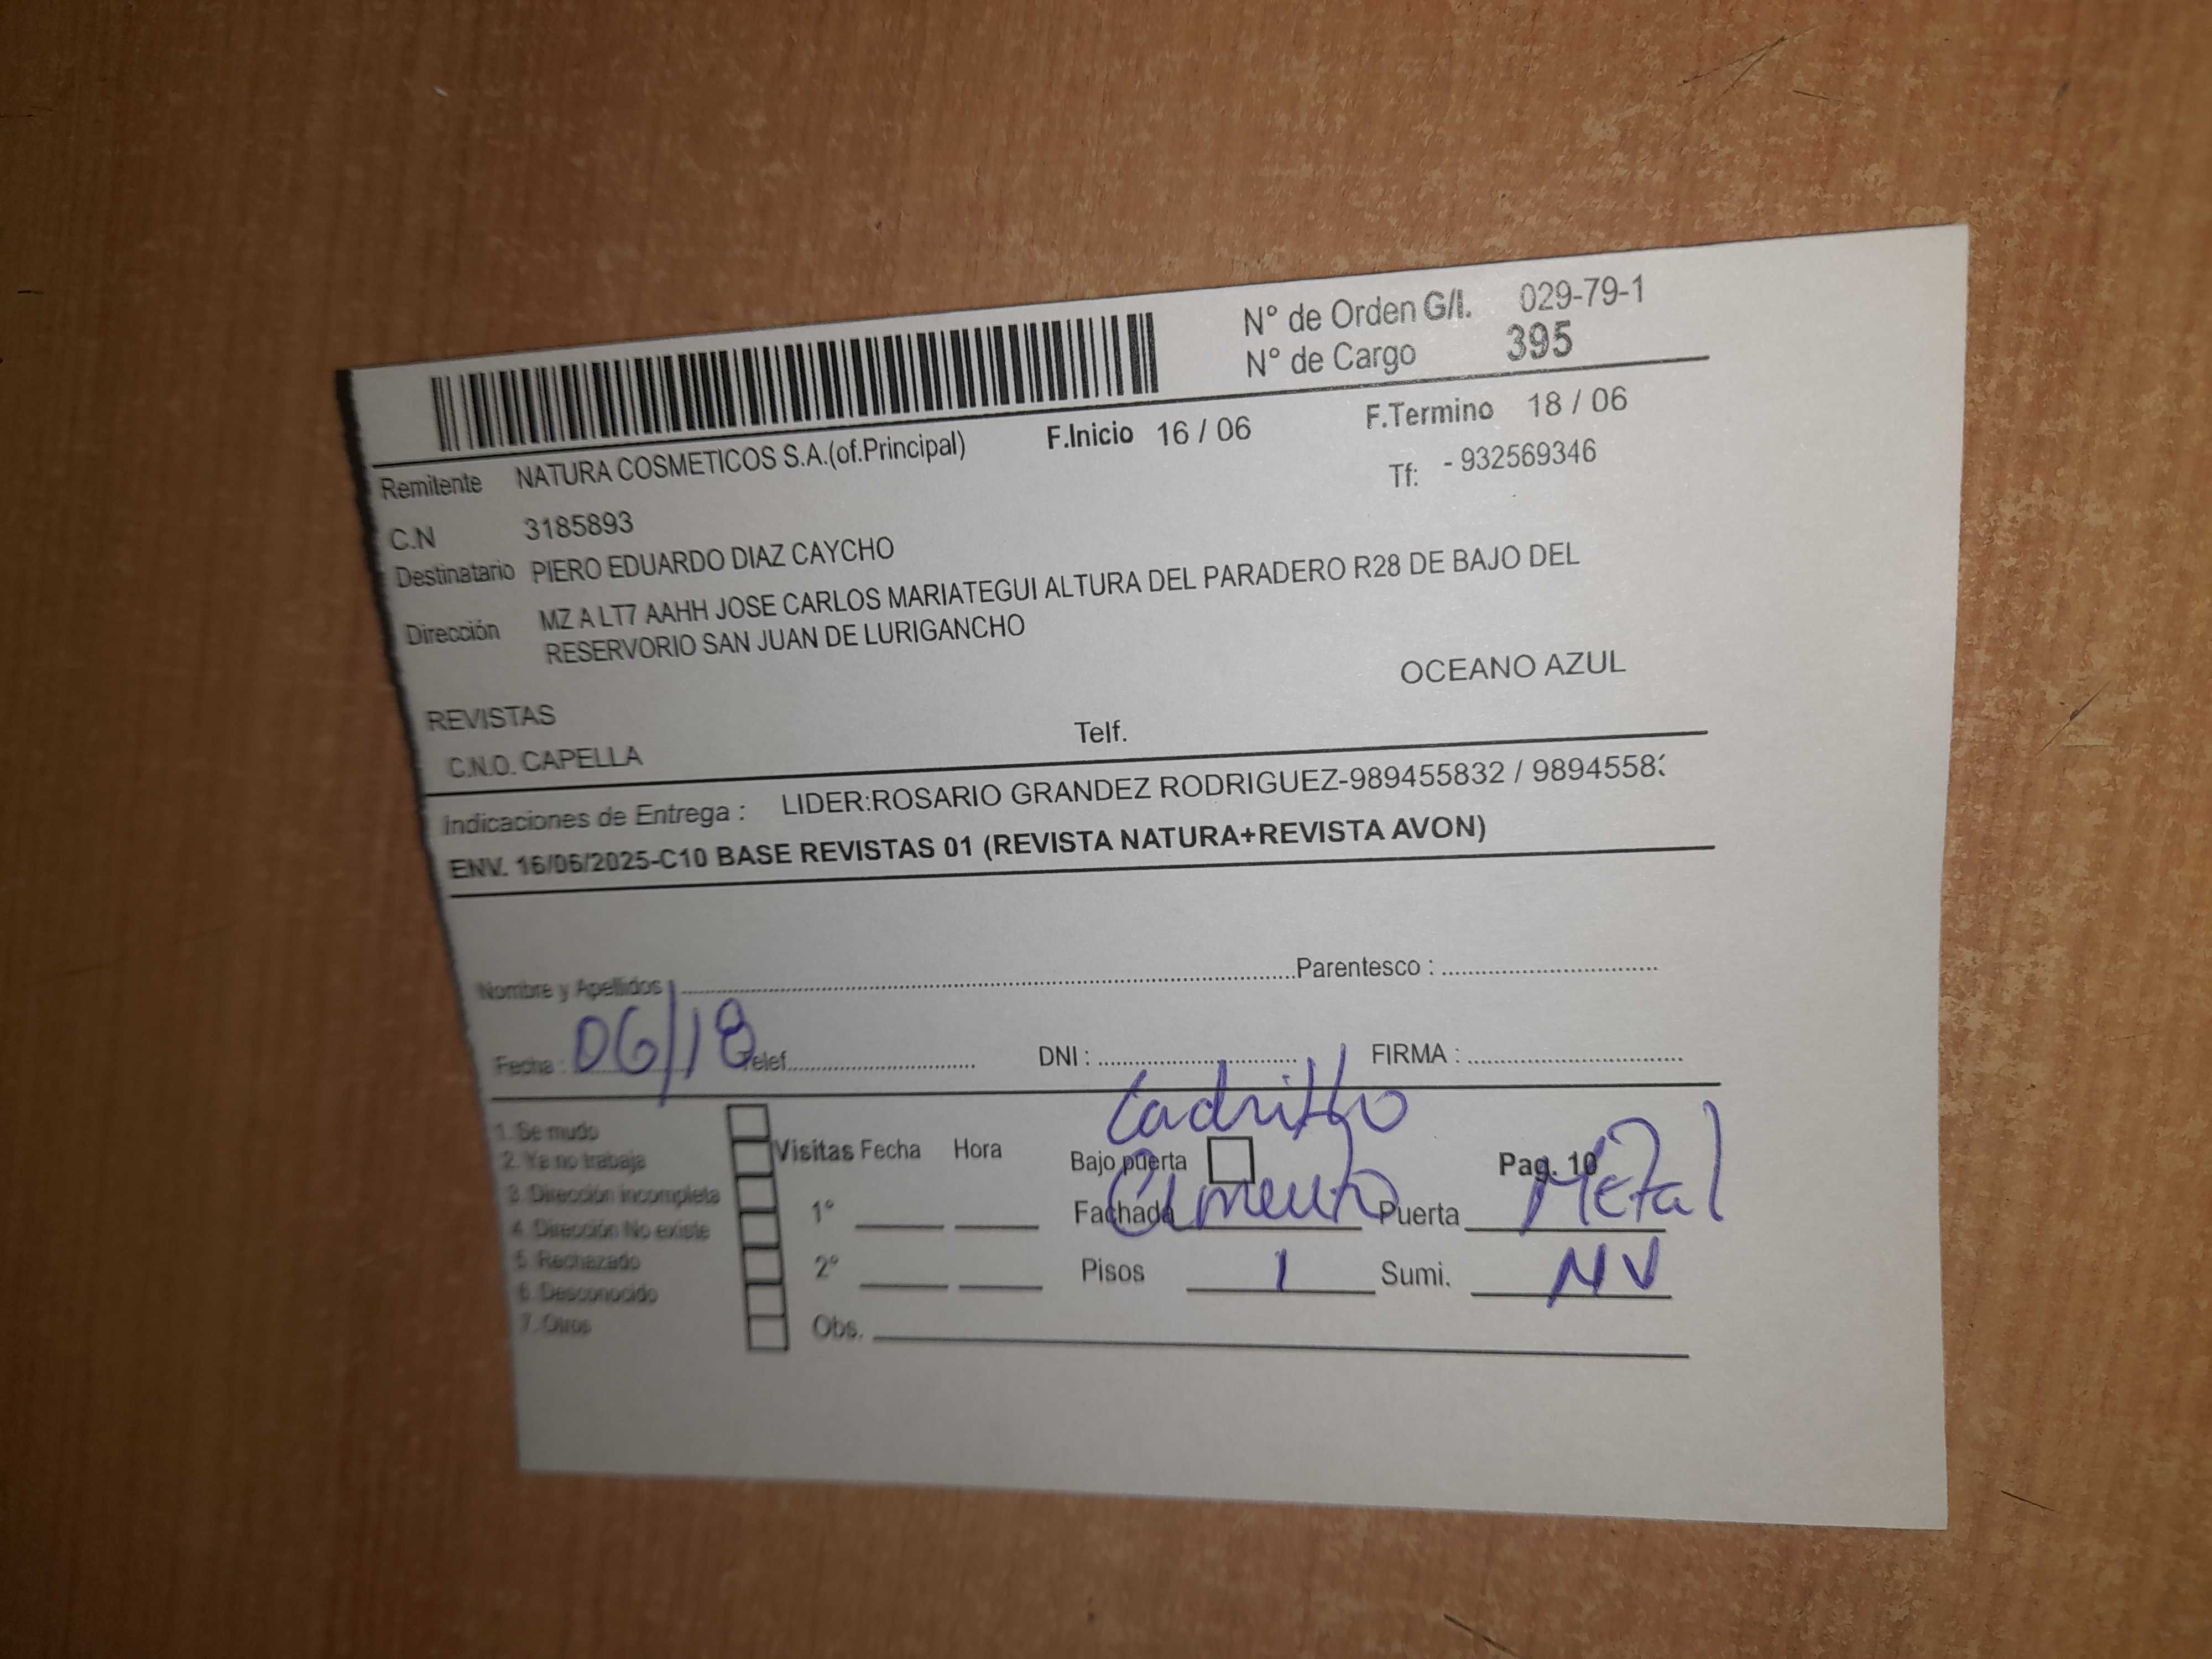 N° de Orden G/I. 029-79-1
N° de Cargo 395
Remitente NATURA COSMETICOS S.A.(of.Principal) F.Inicio 16 / 06 F.Termino 18 / 06
C.N 3185893 Tf: - 932569346
Destinatario PIERO EDUARDO DIAZ CAYCHO
Dirección MZ A LT7 AAHH JOSE CARLOS MARIATEGUI ALTURA DEL PARADERO R28 DE BAJO DEL
RESERVORIO SAN JUAN DE LURIGANCHO
OCEANO AZUL
REVISTAS
C.N.O. CAPELLA Telf.
Indicaciones de Entrega : LIDER:ROSARIO GRANDEZ RODRIGUEZ-989455832 / 98945583
ENV. 16/06/2025-C10 BASE REVISTAS 01 (REVISTA NATURA+REVISTA AVON)
Nombre y Apellidos Parentesco :
Fecha : 06/18 Telef. DNI : FIRMA :
1. Se mudo
2. Ya no trabaja
3. Dirección incompleta
4. Dirección No existe
5. Rechazado
6. Desconocido
7. Otros
Visitas Fecha Hora
1°
2°
Obs.
Ladrillo
Bajo puerta Pag. 10
Fachada Cimento Puerta Metal
Pisos 1 Sumi. NV